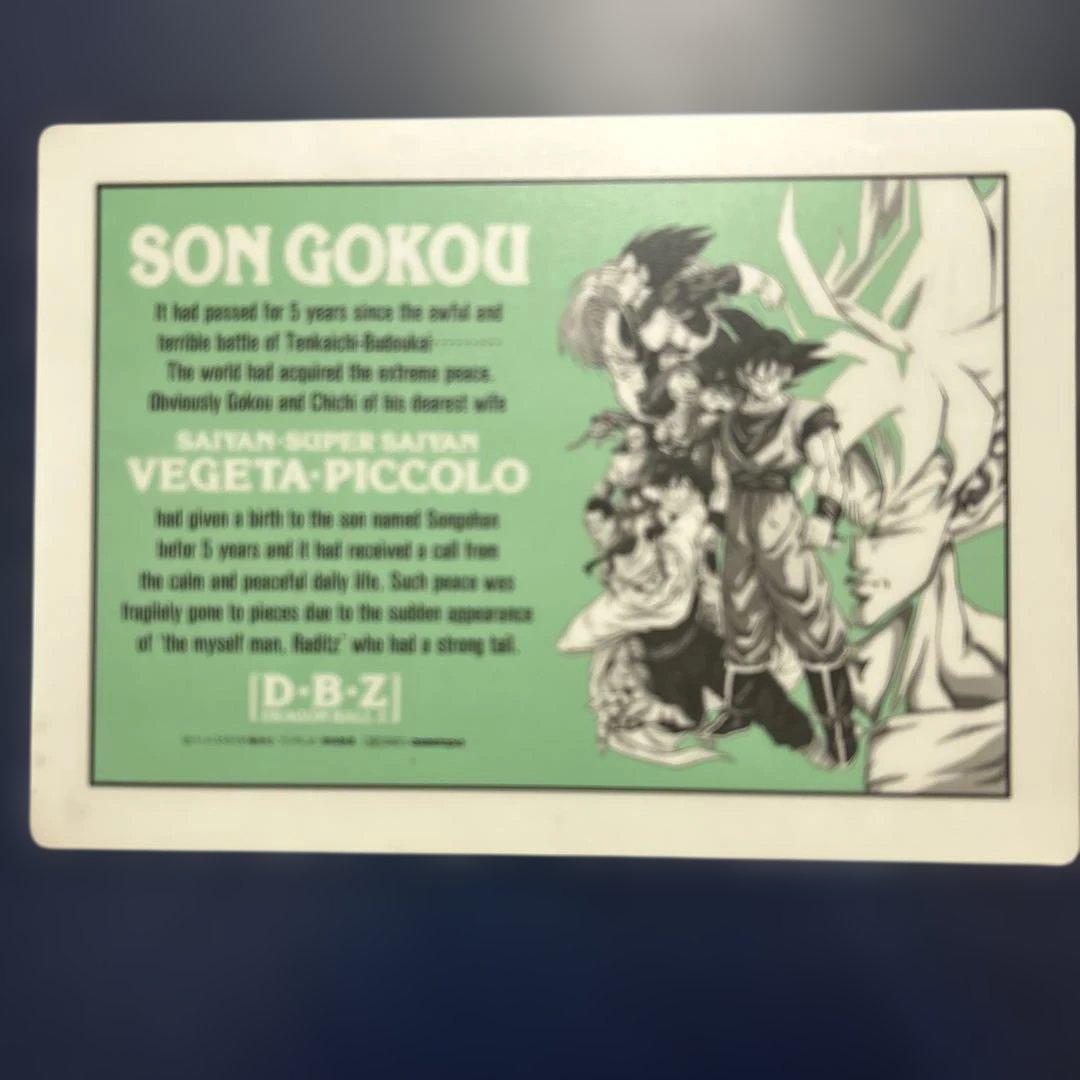 SON GOKOU
It had passed for 5 years since the awful and
terrible battle of Tenkaichi-Budoukai··········
The world had acquired the extreme peace.
Obviously Gokou and Chichi of his dearest wife
SAIYAN·SUPER SAIYAN
VEGETA·PICCOLO
had given a birth to the son named Songohan
befor 5 years and it had received a call from
the calm and peaceful daily life. Such peace was
fragliely gone to pieces due to the sudden appearance
of "the myself man, Raditz" who had a strong tail.
D·B·Z
DRAGON BALL Z